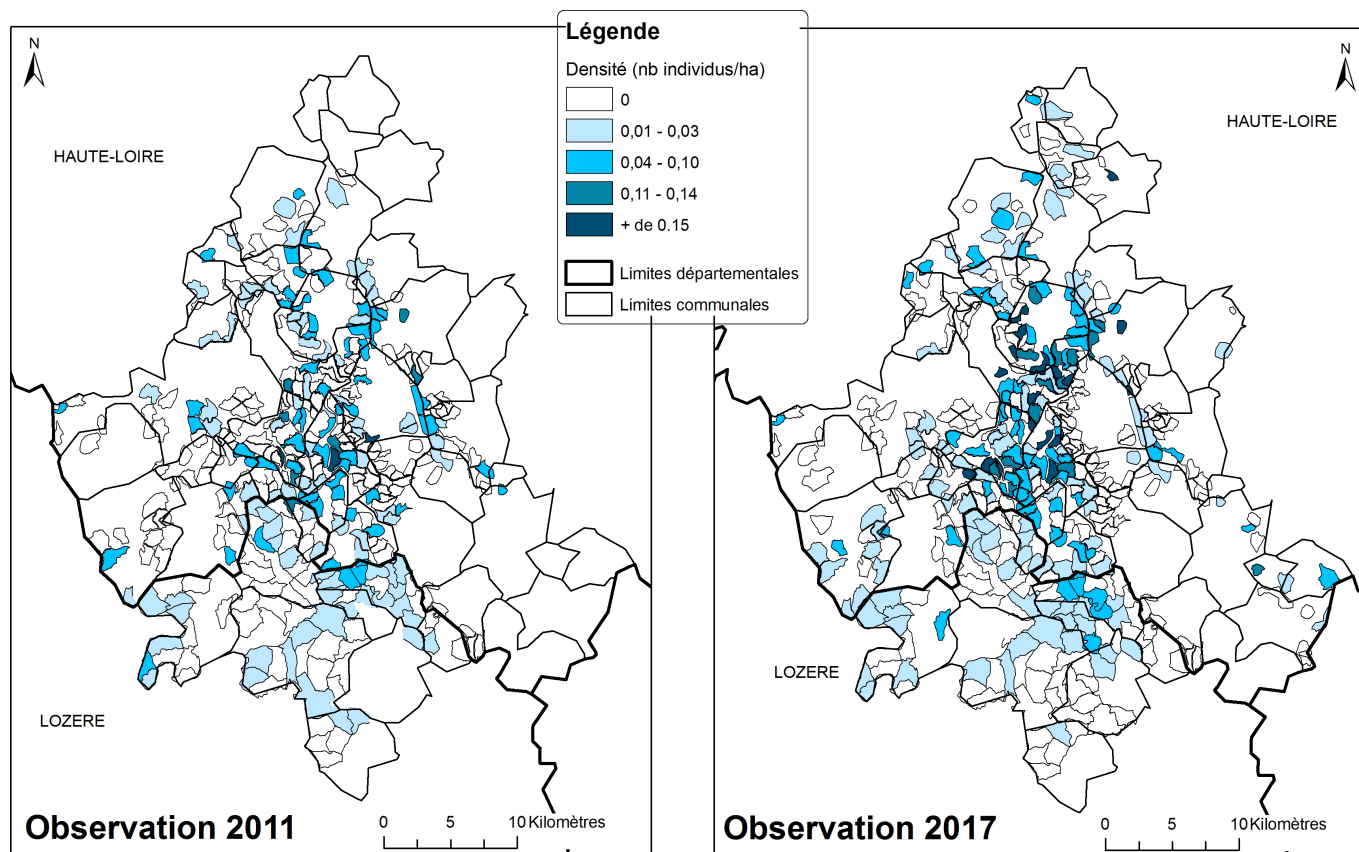 Légende
Densité (nb individus/ha)
0
0,01 - 0,03
0,04 - 0,10
0,11 - 0,14
+ de 0.15
Limites départementales
Limites communales
N
HAUTE-LOIRE
LOZERE
Observation 2011
0 5 10 Kilomètres
N
HAUTE-LOIRE
LOZERE
Observation 2017
0 5 10 Kilomètres